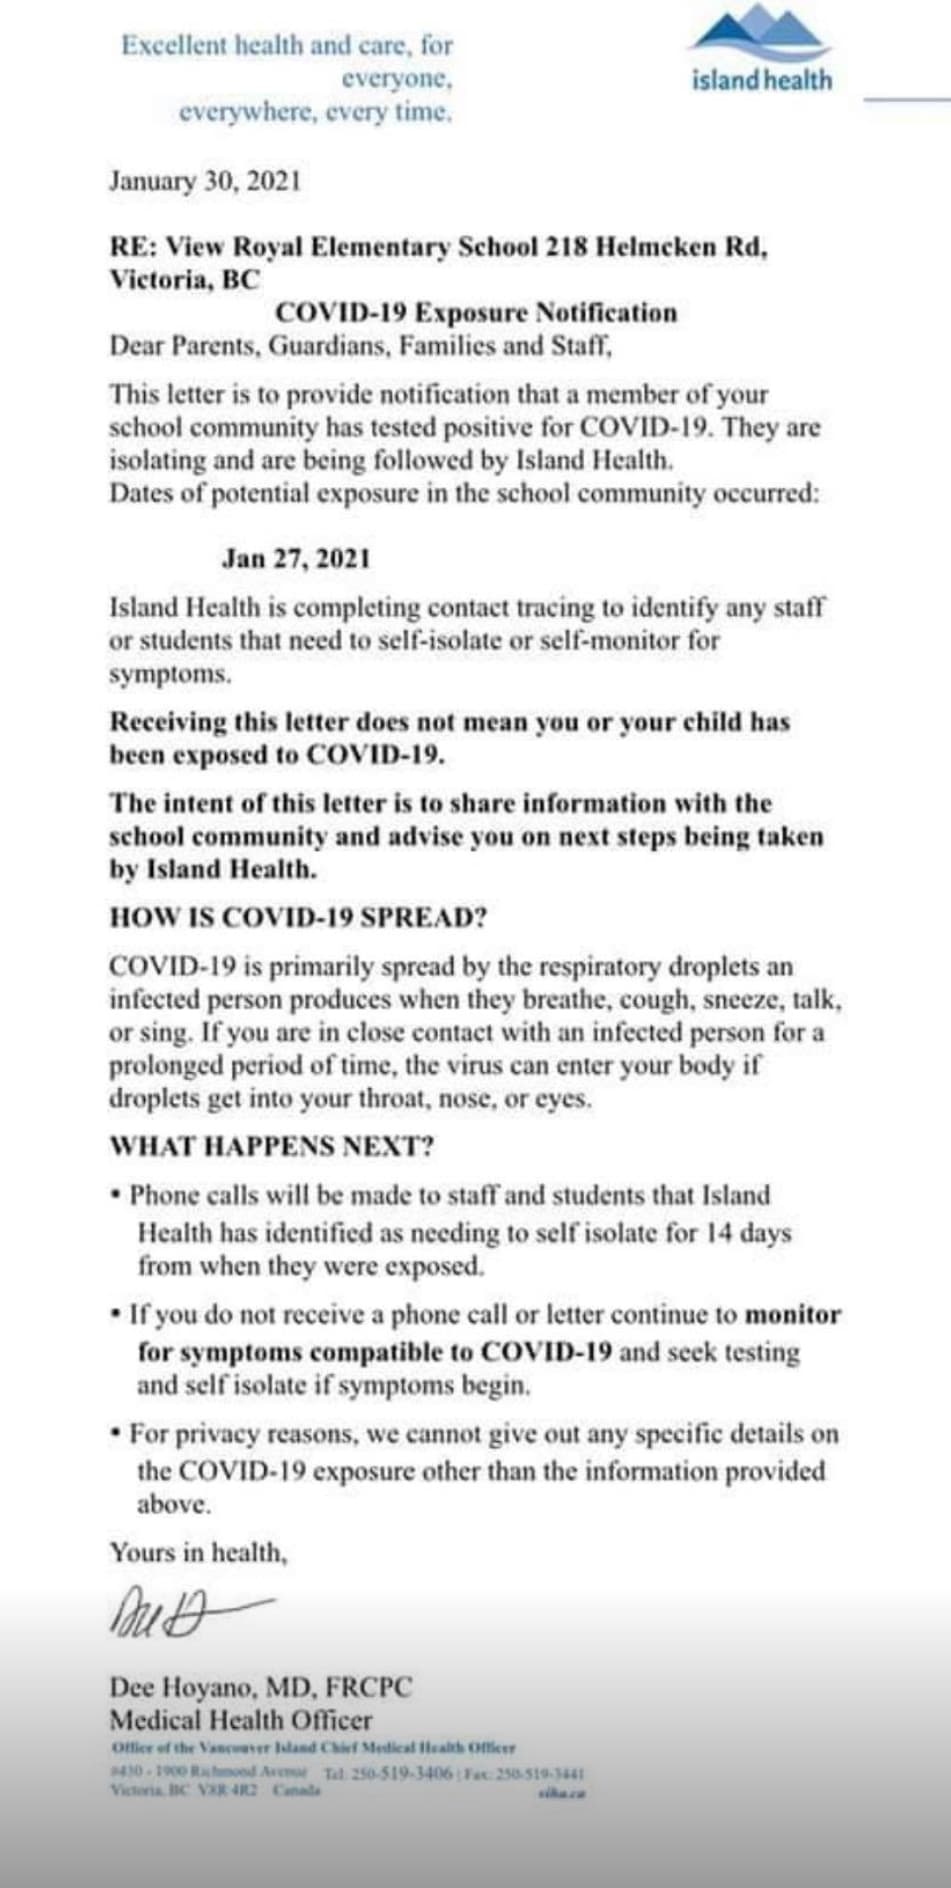 Excellent health and care, for
everyone,
everywhere, every time.
island health
January 30, 2021
RE: View Royal Elementary School 218 Helmcken Rd,
Victoria, BC
COVID-19 Exposure Notification
Dear Parents, Guardians, Families and Staff,
This letter is to provide notification that a member of your
school community has tested positive for COVID-19. They are
isolating and are being followed by Island Health.
Dates of potential exposure in the school community occurred:
Jan 27, 2021
Island Health is completing contact tracing to identify any staff
or students that need to self-isolate or self-monitor for
symptoms.
Receiving this letter does not mean you or your child has
been exposed to COVID-19.
The intent of this letter is to share information with the
school community and advise you on next steps being taken
by Island Health.
HOW IS COVID-19 SPREAD?
COVID-19 is primarily spread by the respiratory droplets an
infected person produces when they breathe, cough, sneeze, talk,
or sing. If you are in close contact with an infected person for a
prolonged period of time, the virus can enter your body if
droplets get into your throat, nose, or eyes.
WHAT HAPPENS NEXT?
▪ Phone calls will be made to staff and students that Island
Health has identified as needing to self isolate for 14 days
from when they were exposed.
▪ If you do not receive a phone call or letter continue to monitor
for symptoms compatible to COVID-19 and seek testing
and self isolate if symptoms begin.
▪ For privacy reasons, we cannot give out any specific details on
the COVID-19 exposure other than the information provided
above.
Yours in health,
Dee Hoyano, MD, FRCPC
Medical Health Officer
Office of the Vancouver Island Chief Medical Health Officer
#430 - 1900 Richmond Avenue Tel: 250-519-3406 | Fax: 250-519-3441
Victoria, BC V8R 4R2 Canada
viha.ca